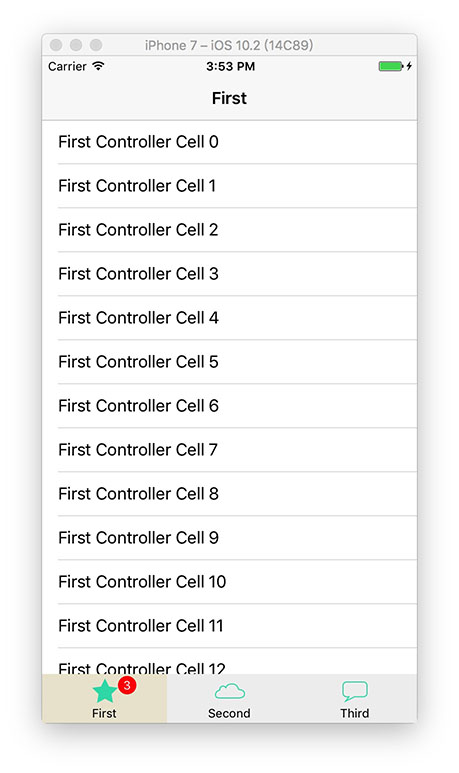 iPhone 7 – iOS 10.2 (14C89)
Carrier 3:53 PM
First
First Controller Cell 0
First Controller Cell 1
First Controller Cell 2
First Controller Cell 3
First Controller Cell 4
First Controller Cell 5
First Controller Cell 6
First Controller Cell 7
First Controller Cell 8
First Controller Cell 9
First Controller Cell 10
First Controller Cell 11
First Controller Cell 12
3
First Second Third